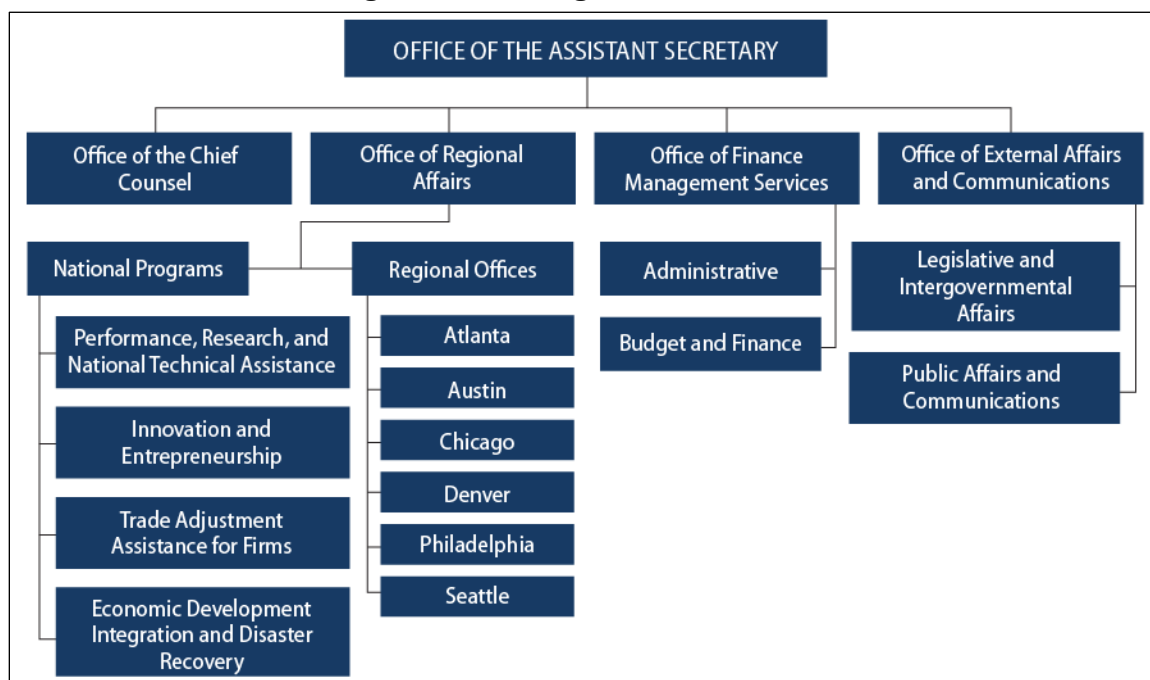 OFFICE OF THE ASSISTANT SECRETARY
Office of the Chief
Counsel
Office of Regional
Affairs
Office of Finance
Management Services
Office of External Affairs
and Communications
National Programs
Performance, Research, and
National Technical Assistance
Innovation and
Entrepreneurship
Trade Adjustment
Assistance for Firms
Economic Development
Integration and Disaster
Recovery
Regional Offices
Atlanta
Austin
Chicago
Denver
Philadelphia
Seattle
Administrative
Budget and Finance
Legislative and
Intergovernmental
Affairs
Public Affairs and
Communications